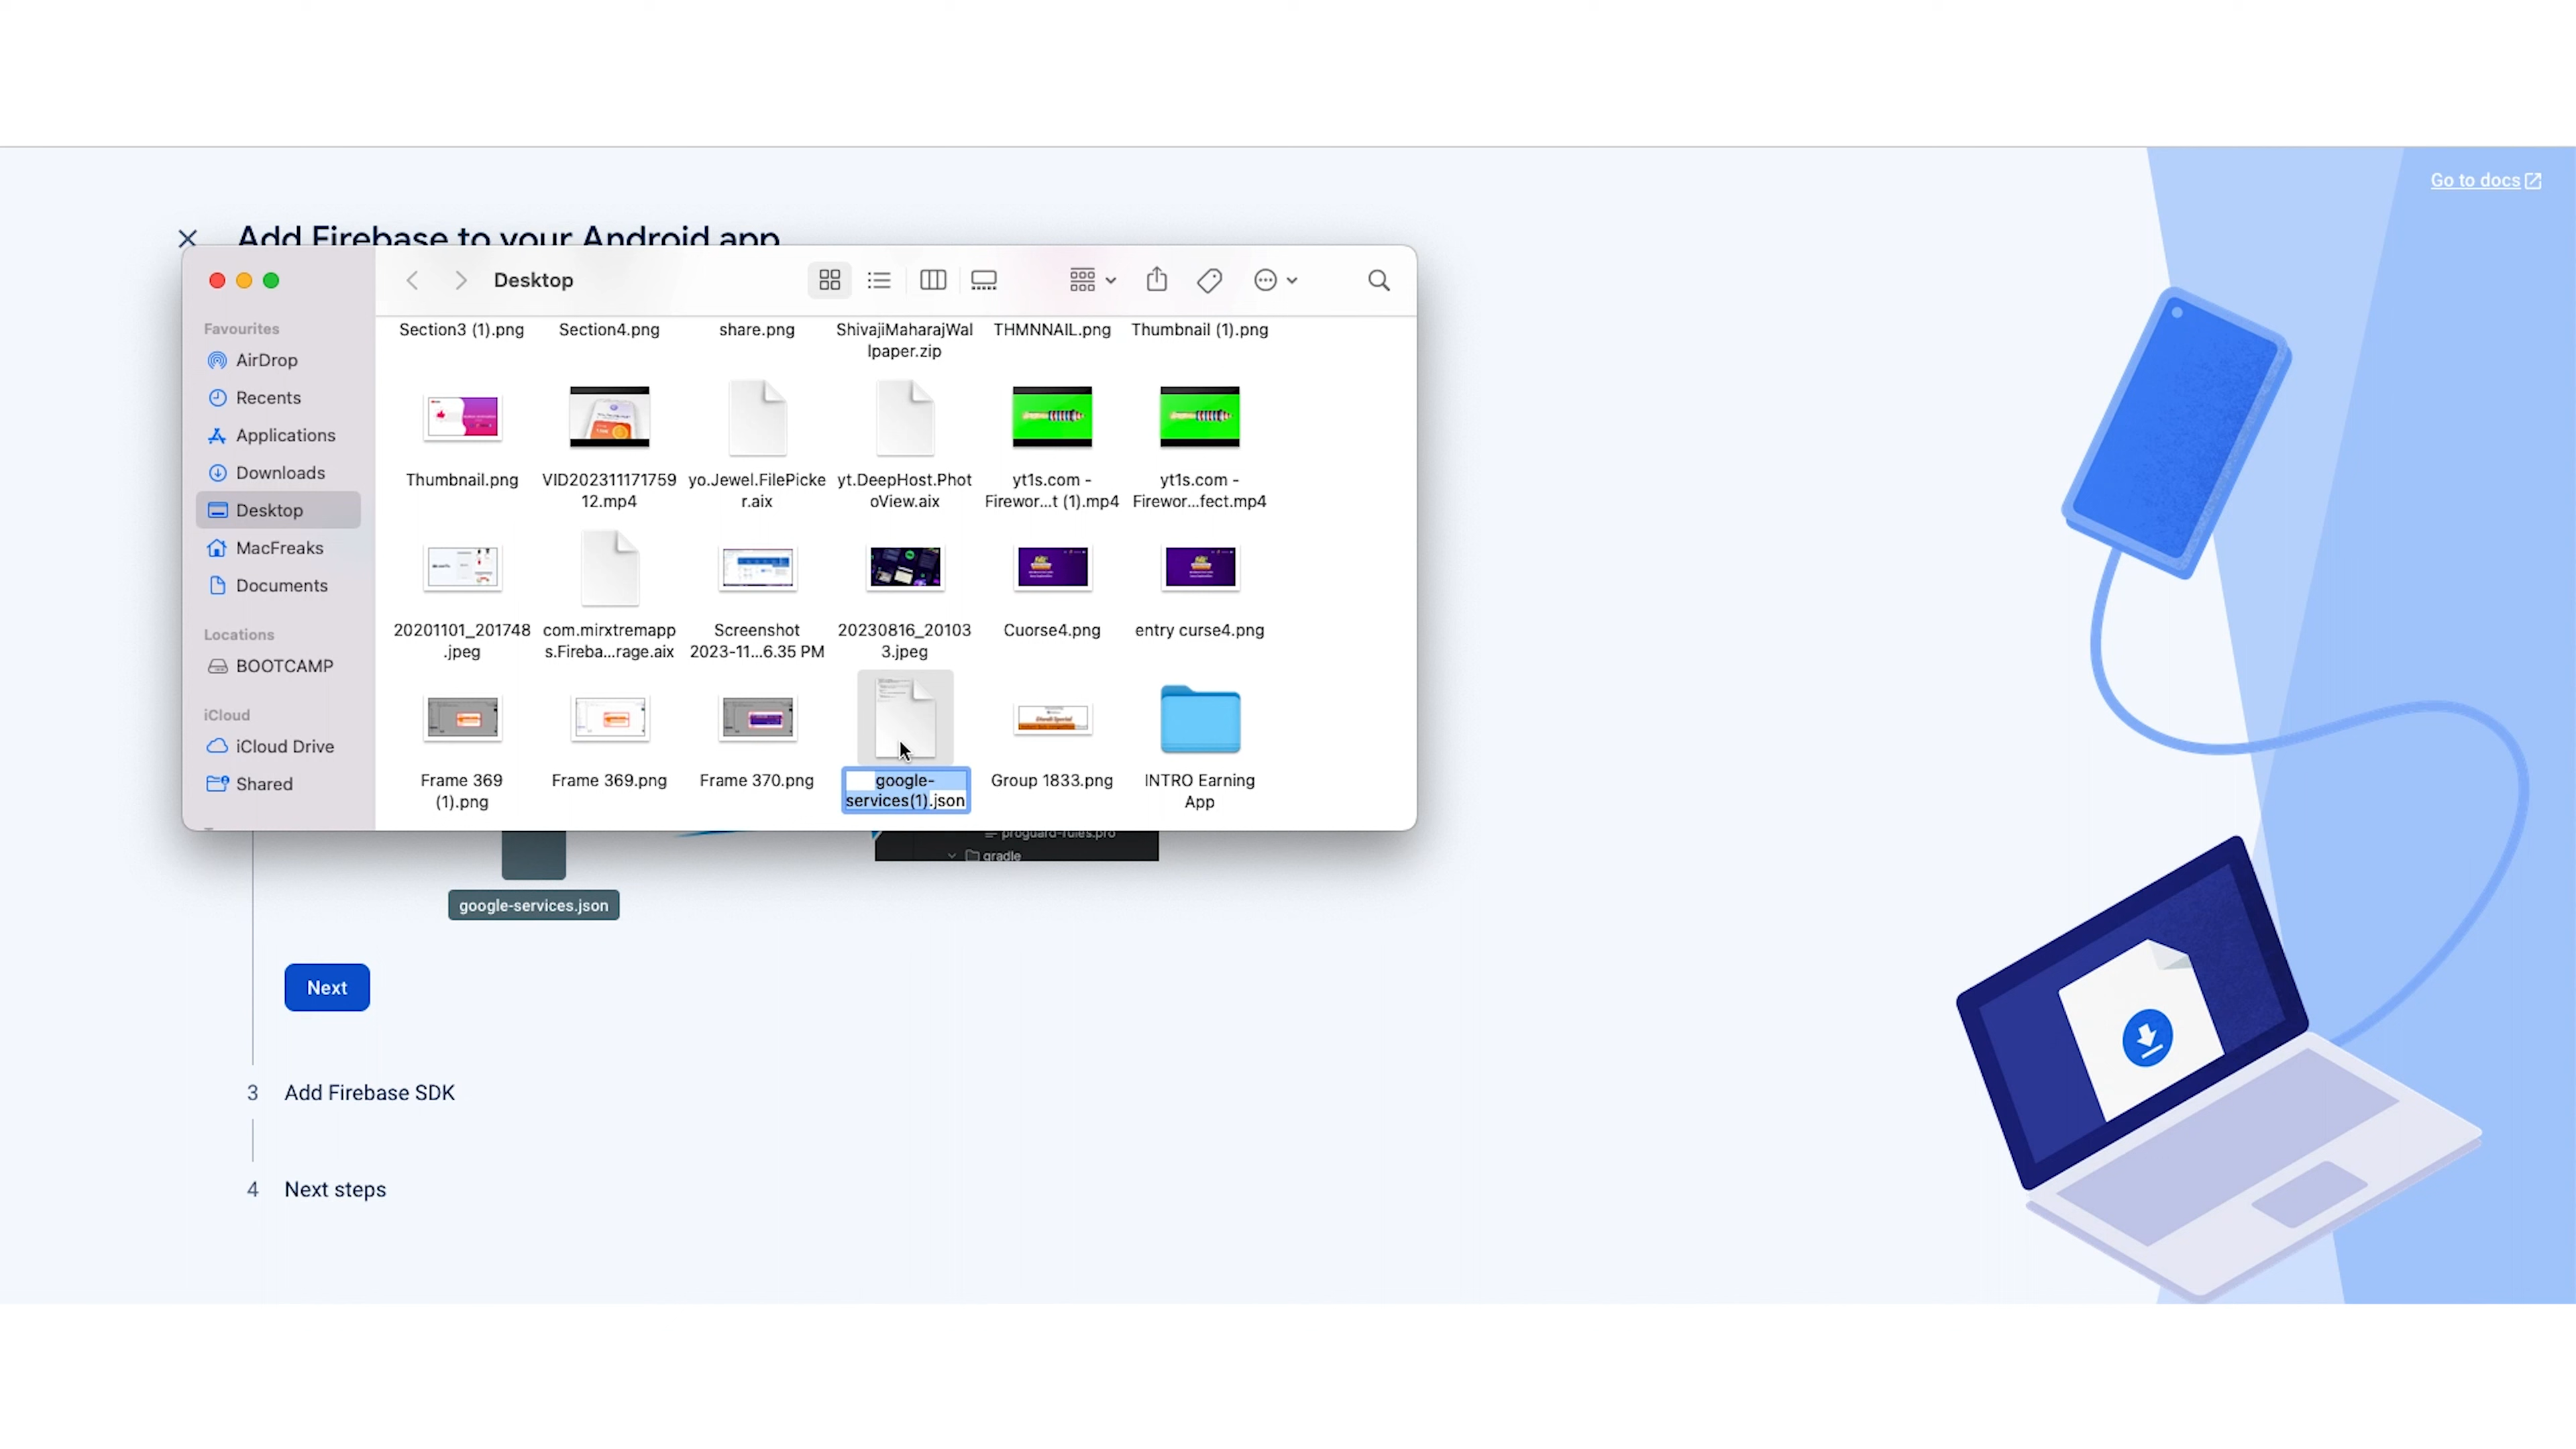 Go to docs
Add Firebase to your Android app
Desktop
Favourites
AirDrop
Recents
Applications
Downloads
Desktop
MacFreaks
Documents
Locations
BOOTCAMP
iCloud
iCloud Drive
Shared
Section3 (1).png
Section4.png
share.png
ShivajiMaharajWal
lpaper.zip
THMNNAIL.png
Thumbnail (1).png
Thumbnail.png
VID202311171759
12.mp4
yo.Jewel.FilePicke
r.aix
yt.DeepHost.Phot
oView.aix
yt1s.com -
Firewor...t (1).mp4
yt1s.com -
Firewor...fect.mp4
20201101_201748
.jpeg
com.mirxtremapp
s.Fireba...rage.aix
Screenshot
2023-11...6.35 PM
20230816_20103
3.jpeg
Cuorse4.png
entry curse4.png
Frame 369
(1).png
Frame 369.png
Frame 370.png
google-
services(1).json
Group 1833.png
INTRO Earning
App
proguard-rules.pro
gradle
google-services.json
Next
3 Add Firebase SDK
4 Next steps